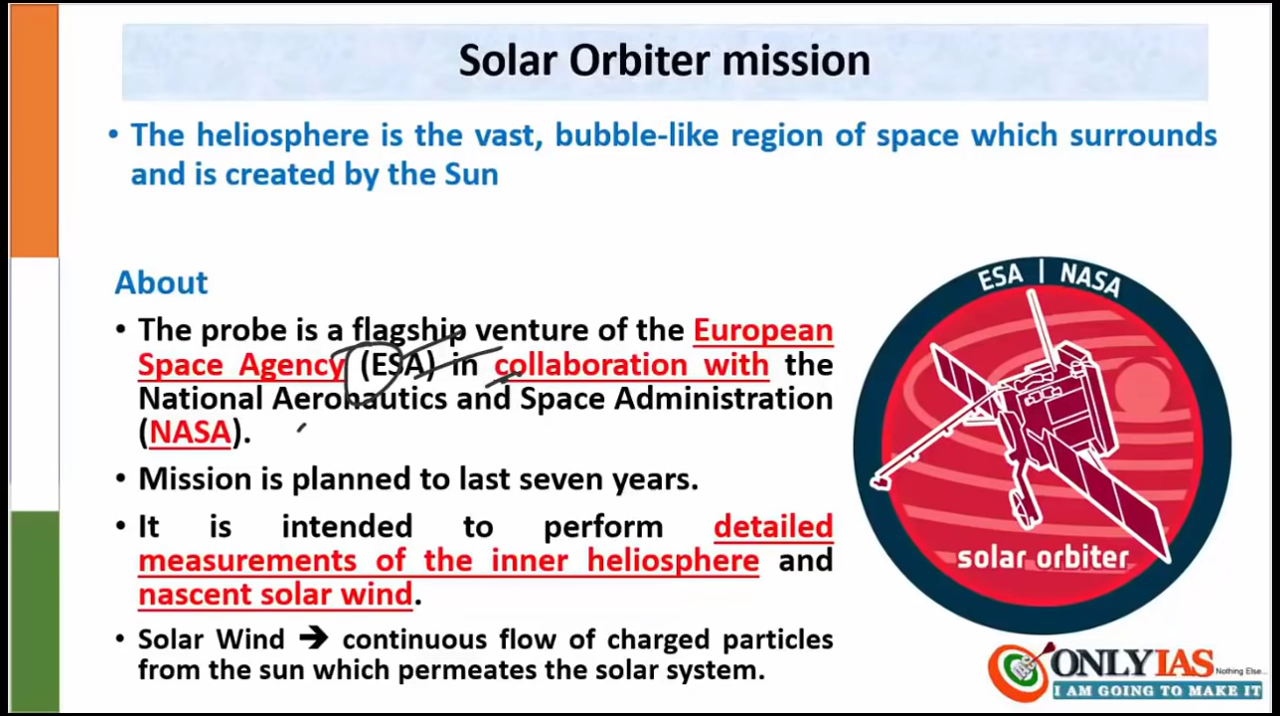 Solar Orbiter mission
• The heliosphere is the vast, bubble-like region of space which surrounds
and is created by the Sun
About
• The probe is a flagship venture of the European
Space Agency (ESA) in collaboration with the
National Aeronautics and Space Administration
(NASA).
• Mission is planned to last seven years.
• It is intended to perform detailed
measurements of the inner heliosphere and
nascent solar wind.
• Solar Wind ➔ continuous flow of charged particles
from the sun which permeates the solar system.
ESA | NASA
solar orbiter
ONLYIAS
Nothing Else...
I AM GOING TO MAKE IT